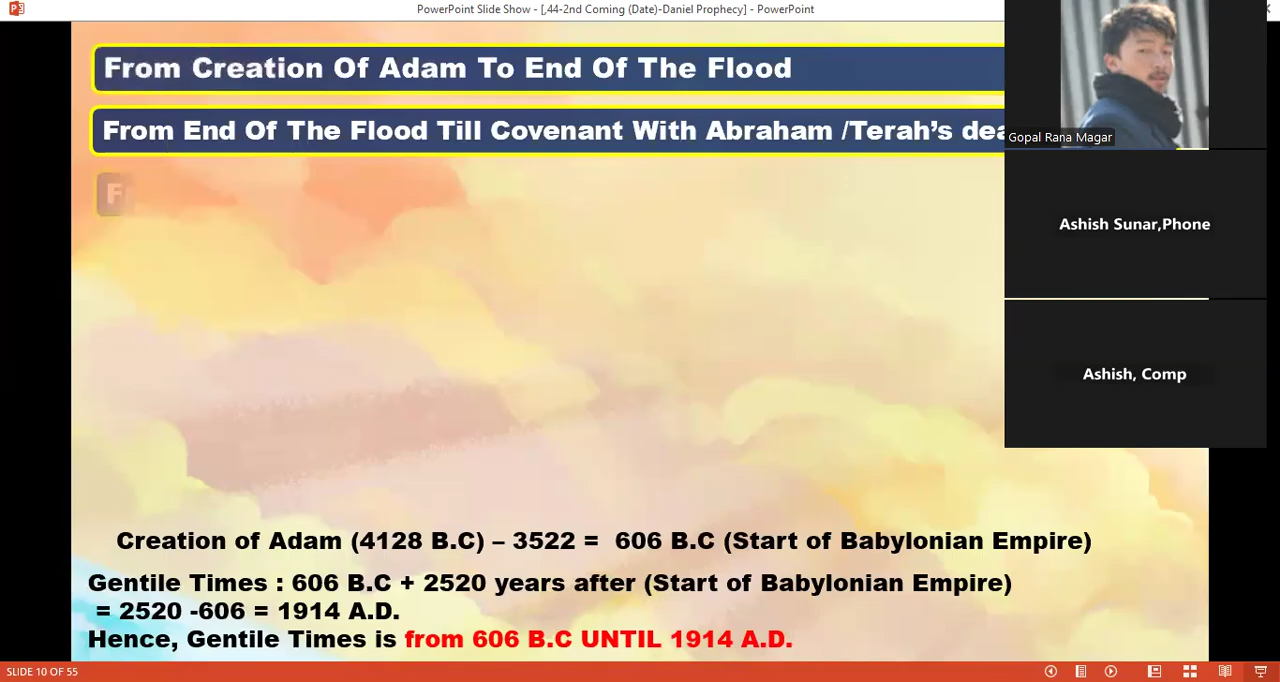 PowerPoint Slide Show - [,44-2nd Coming (Date)-Daniel Prophecy] - PowerPoint
From Creation Of Adam To End Of The Flood
From End Of The Flood Till Covenant With Abraham /Terah's dea
F
Gopal Rana Magar
Ashish Sunar,Phone
Ashish, Comp
Creation of Adam (4128 B.C) – 3522 = 606 B.C (Start of Babylonian Empire)
Gentile Times : 606 B.C + 2520 years after (Start of Babylonian Empire)
= 2520 -606 = 1914 A.D.
Hence, Gentile Times is from 606 B.C UNTIL 1914 A.D.
SLIDE 10 OF 55